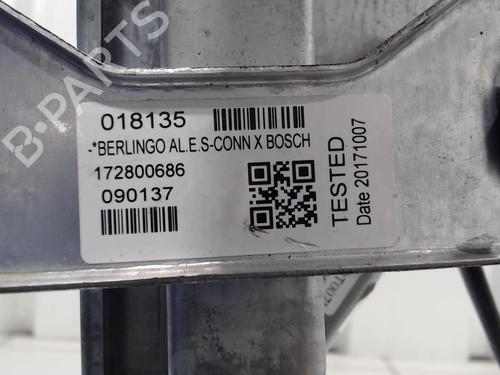 B-PARTS
018135
-*BERLINGO AL.E.S-CONN X BOSCH
172800686
090137
TESTED
Date 20171007